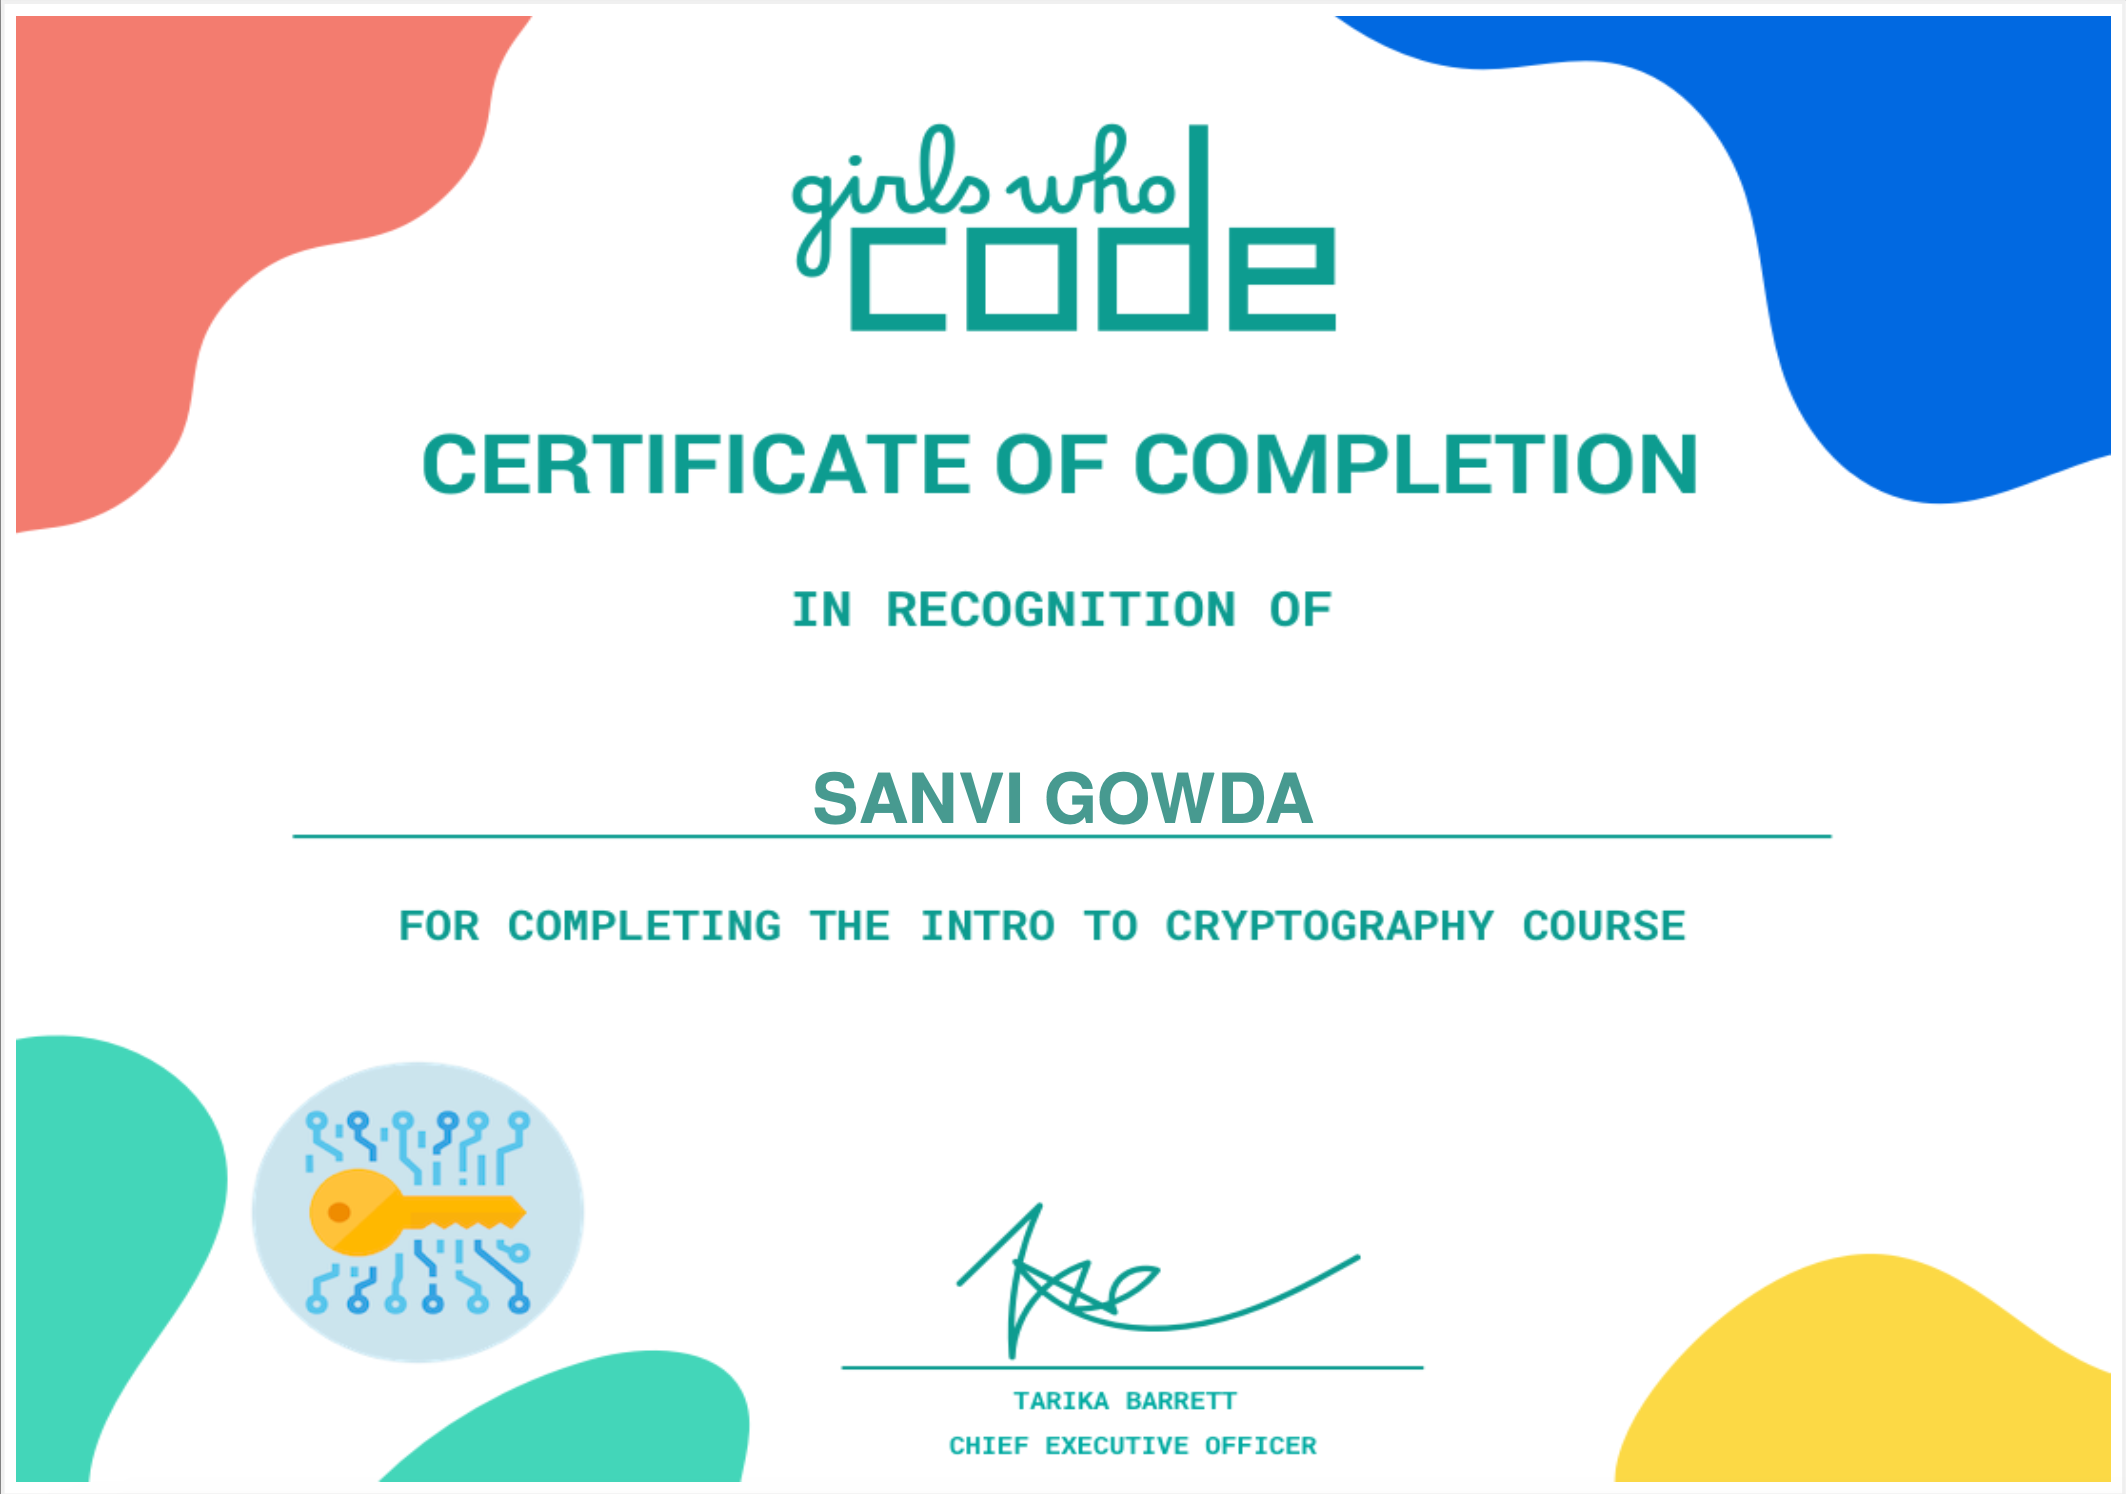 girls who
code
CERTIFICATE OF COMPLETION
IN RECOGNITION OF
SANVI GOWDA
FOR COMPLETING THE INTRO TO CRYPTOGRAPHY COURSE
TARIKA BARRETT
CHIEF EXECUTIVE OFFICER